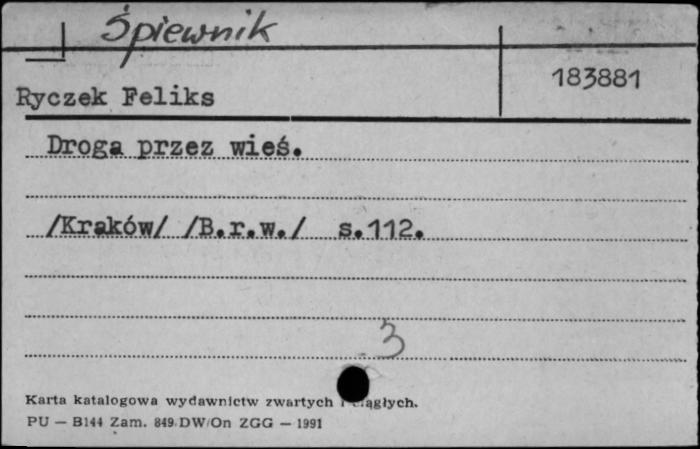 Śpiewnik
183881
Ryczek Feliks
Droga przez wieś.
/Kraków/ /B.r.w./ s.112.
3
Karta katalogowa wydawnictw zwartych i ciągłych.
PU — B144 Zam. 849 DW/On ZGG — 1991